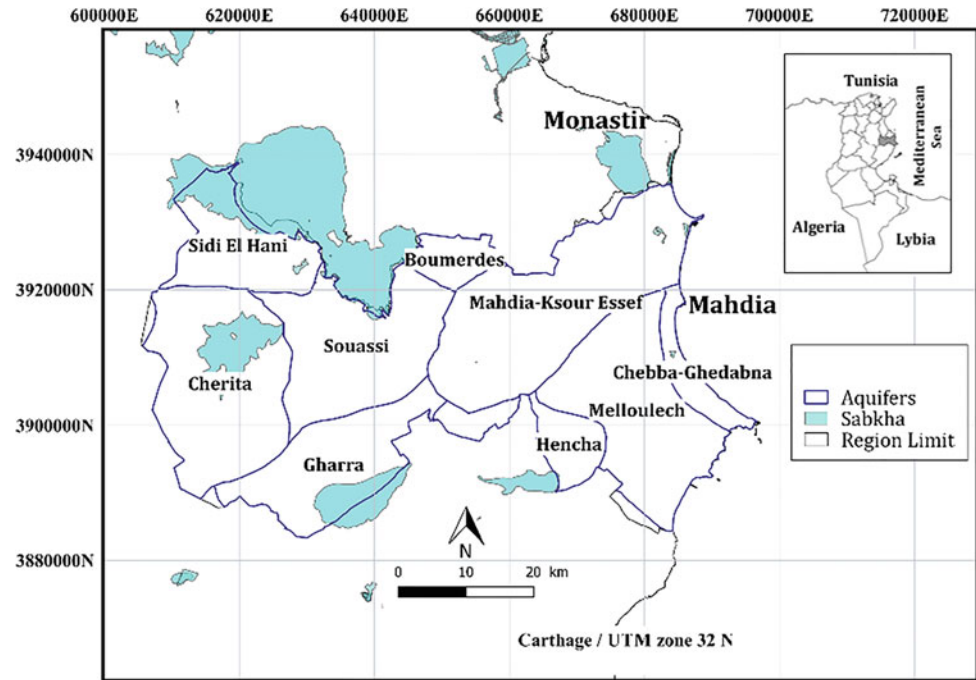 600000E 620000E 640000E 660000E 680000E 700000E 720000E
Tunisia
Mediterranean
Sea
Algeria
Lybia
3940000N
3920000N
3900000N
3880000N
Monastir
Sidi El Hani
Boumerdes
Mahdia-Ksour Essef
Mahdia
Souassi
Cherita
Chebba-Ghedabna
Melloulech
Hencha
Gharra
Aquifers
Sabkha
Region Limit
N
0 10 20 km
Carthage / UTM zone 32 N